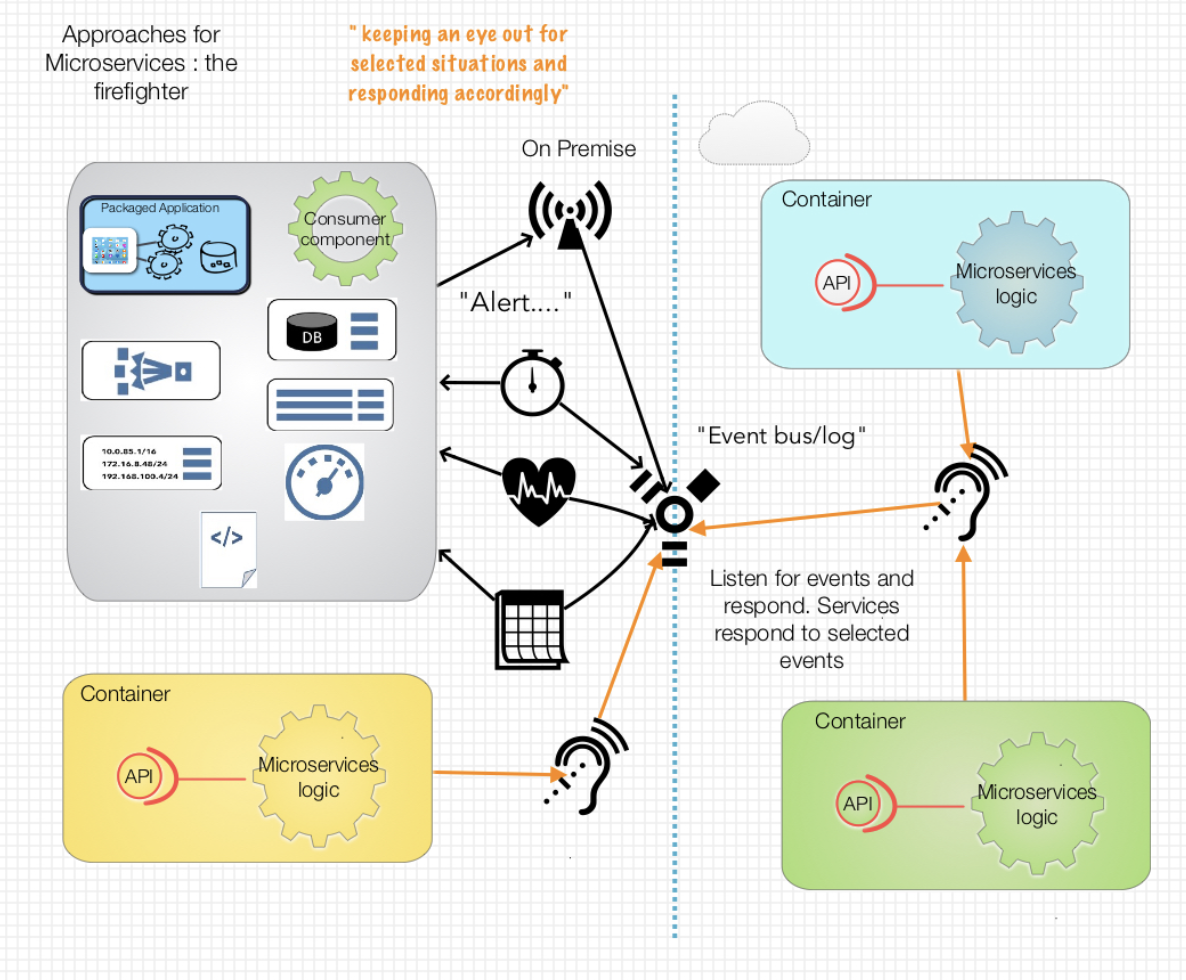 Approaches for
Microservices : the
firefighter
" keeping an eye out for
selected situations and
responding accordingly"
On Premise
Packaged Application
Consumer
component
DB
10.0.85.1/16
172.16.8.48/24
192.168.100.4/24
</>
"Alert...."
Container
API
Microservices
logic
"Event bus/log"
Listen for events and
respond. Services
respond to selected
events
Container
API
Microservices
logic
Container
API
Microservices
logic